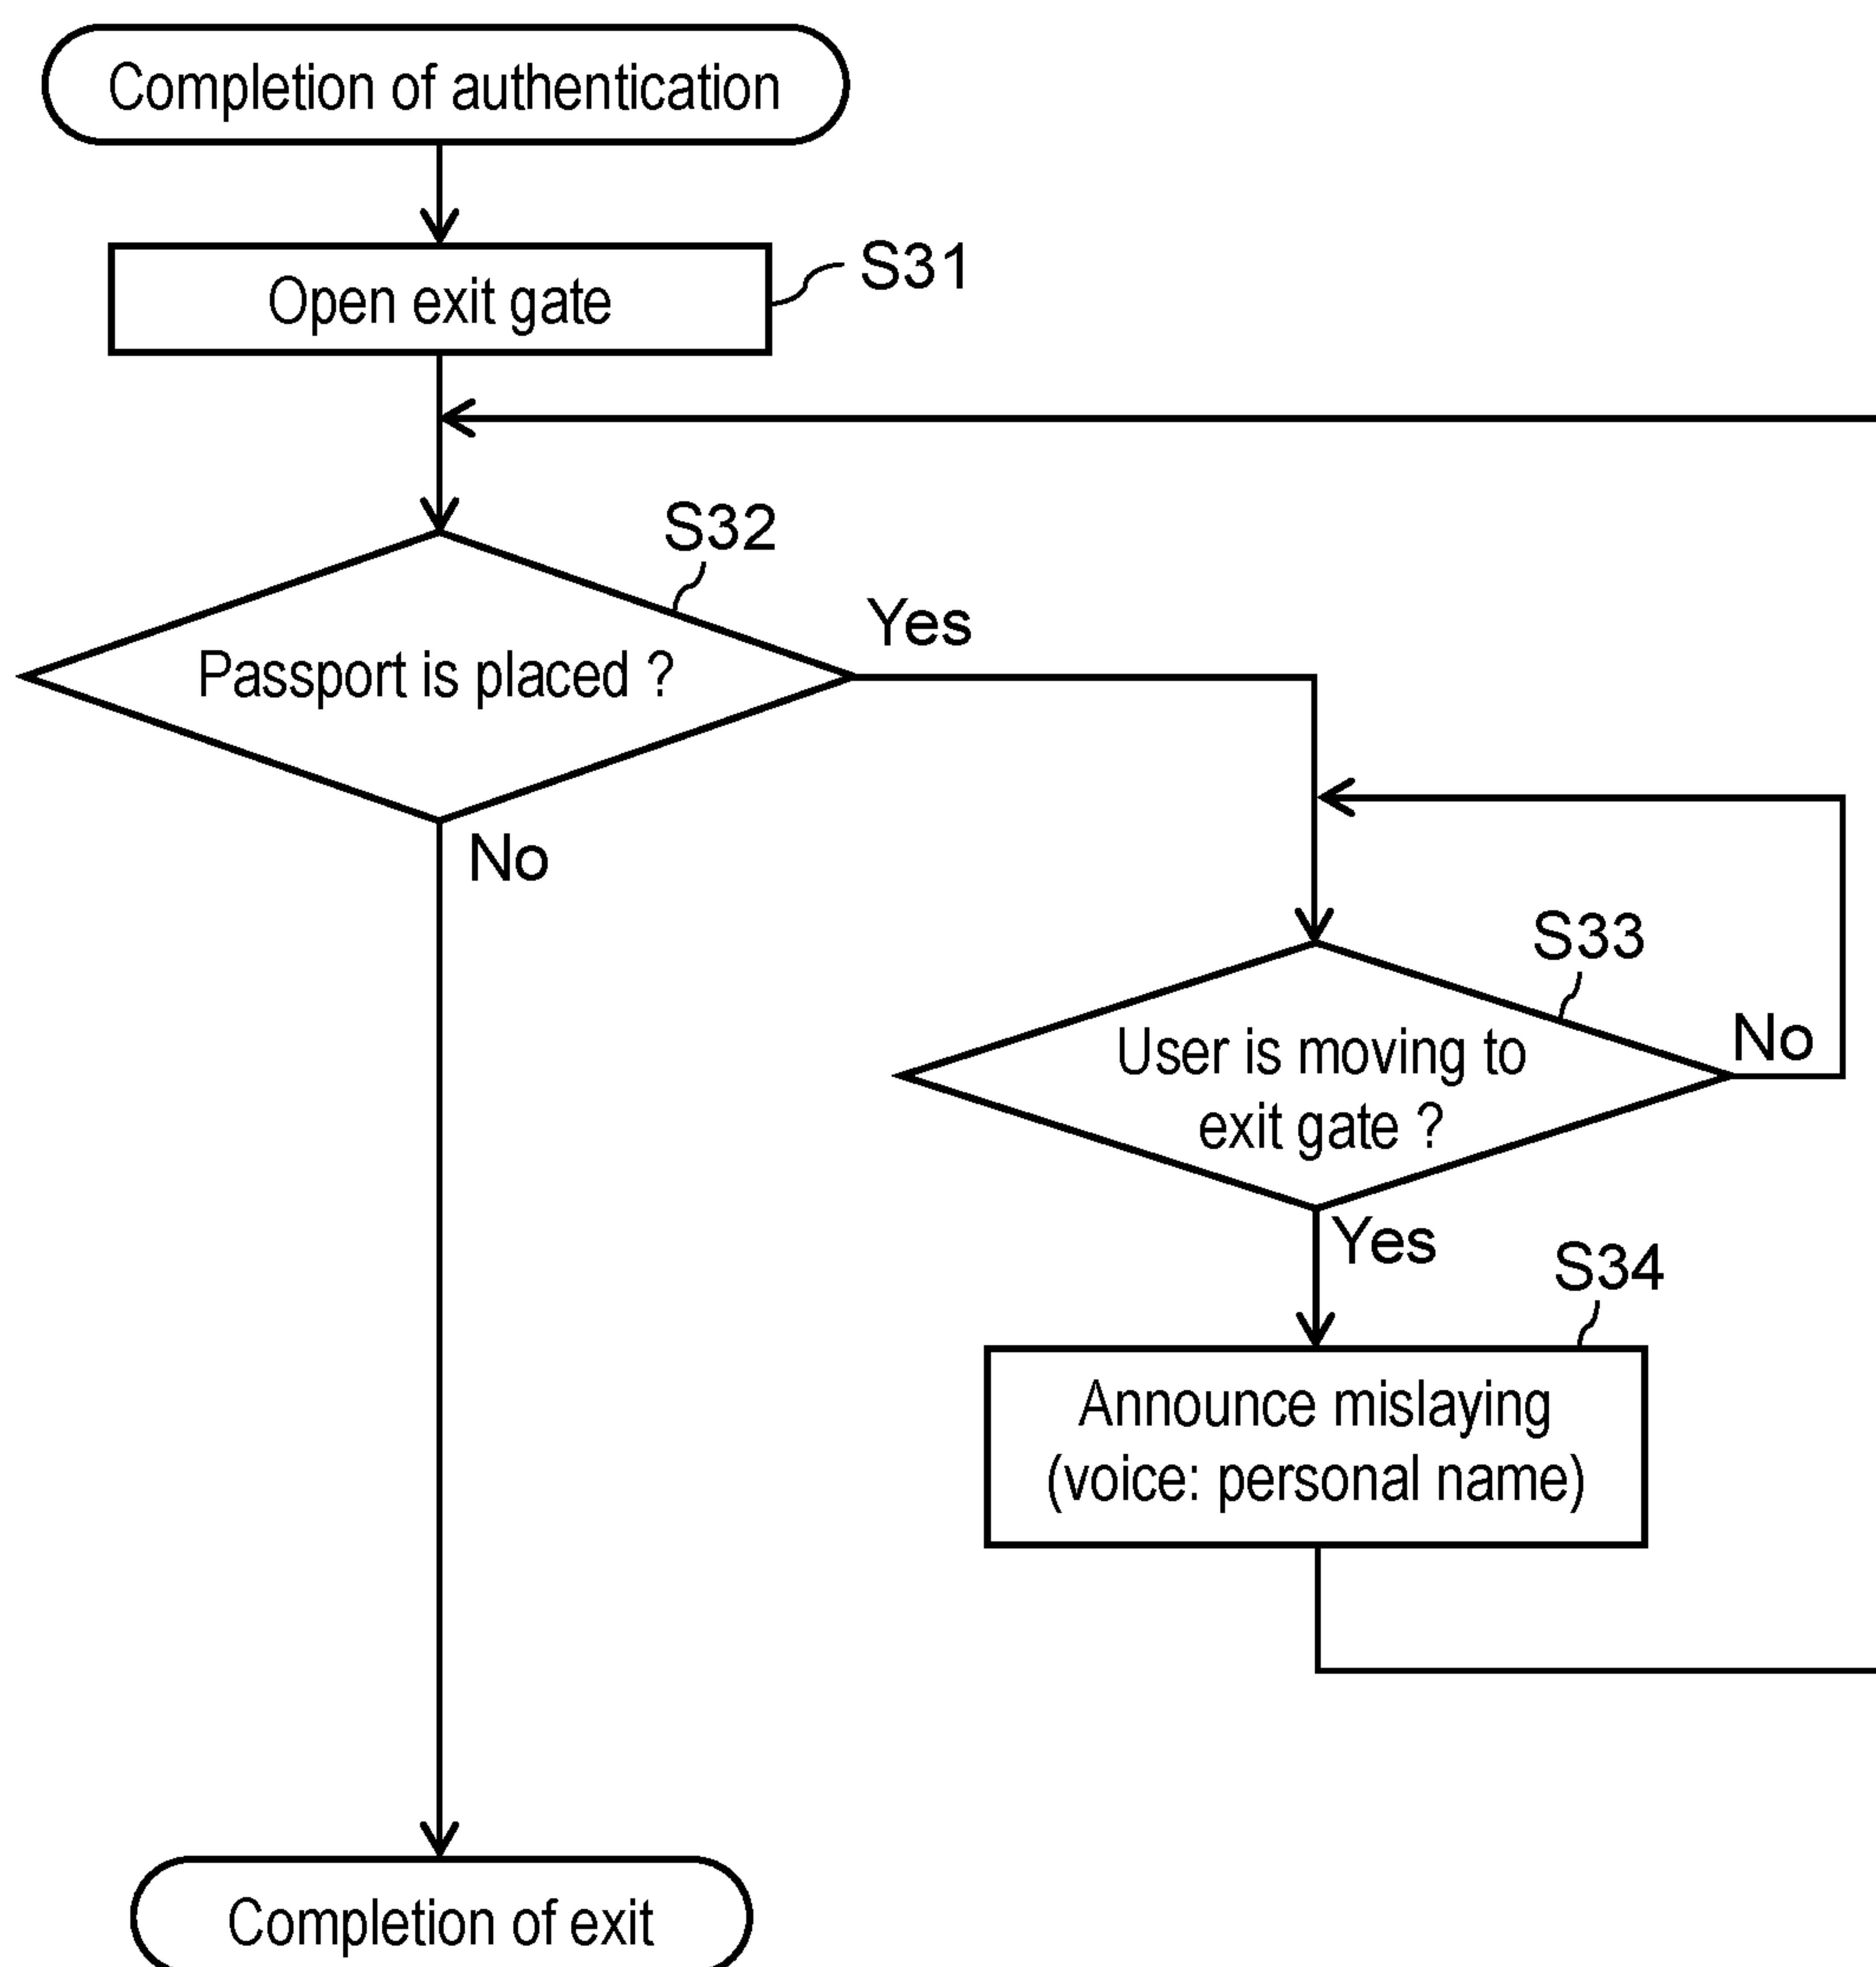 Completion of authentication
Open exit gate
S31
S32
Passport is placed ?
Yes
No
S33
User is moving to
exit gate ?
No
Yes
S34
Announce mislaying
(voice: personal name)
Completion of exit